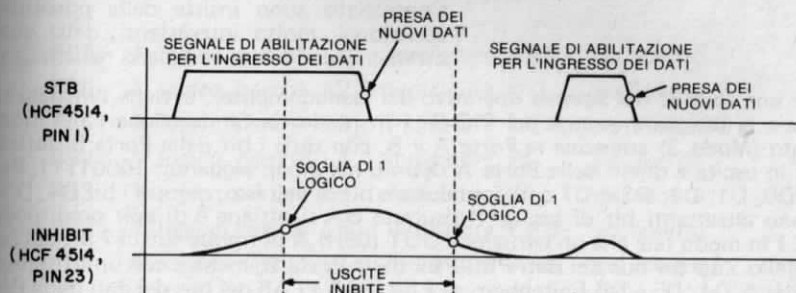 PRESA DEI
NUOVI DATI
SEGNALE DI ABILITAZIONE
PER L'INGRESSO DEI DATI
SEGNALE DI ABILITAZIONE
PER L'INGRESSO DEI DATI
STB
(HCF4514,
PIN 1)
PRESA DEI
NUOVI DATI
SOGLIA DI 1
LOGICO
SOGLIA DI 1
LOGICO
INHIBIT
(HCF 4514,
PIN 23)
USCITE
INIBITE